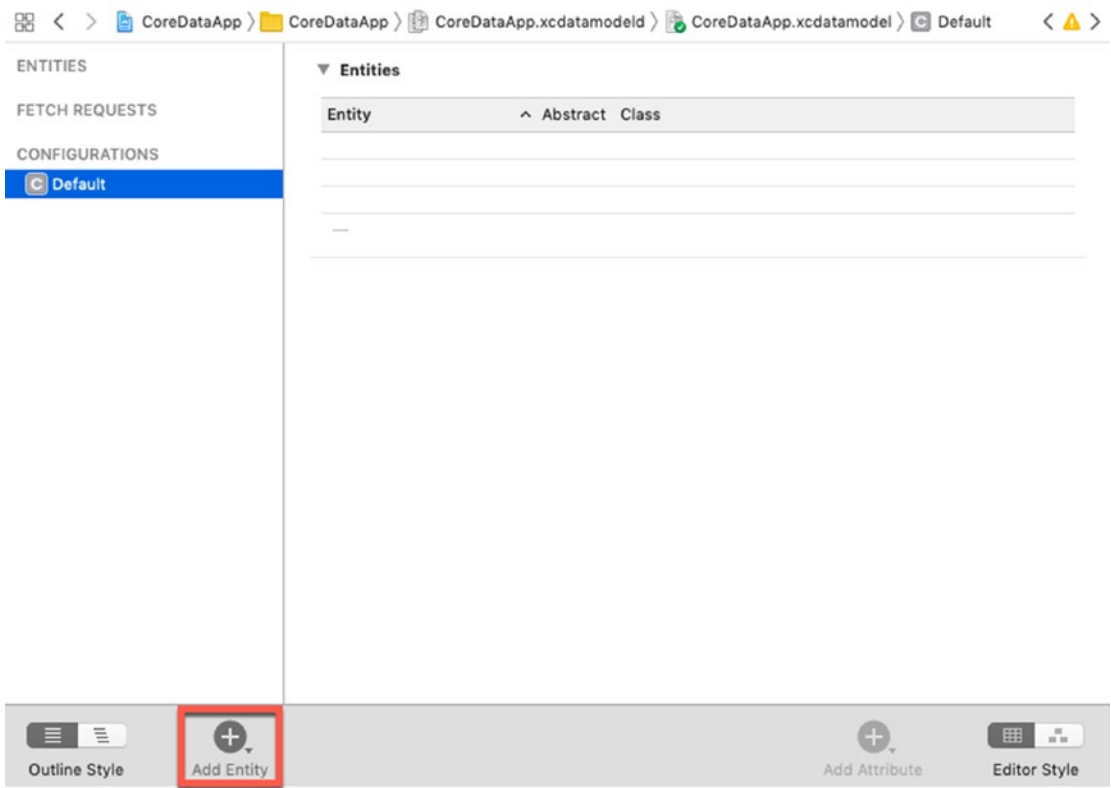 CoreDataApp 〉 CoreDataApp 〉 CoreDataApp.xcdatamodeld 〉 CoreDataApp.xcdatamodel 〉 C Default
ENTITIES
FETCH REQUESTS
CONFIGURATIONS
C Default
Entities
Entity Abstract Class
Outline Style
Add Entity
Add Attribute
Editor Style